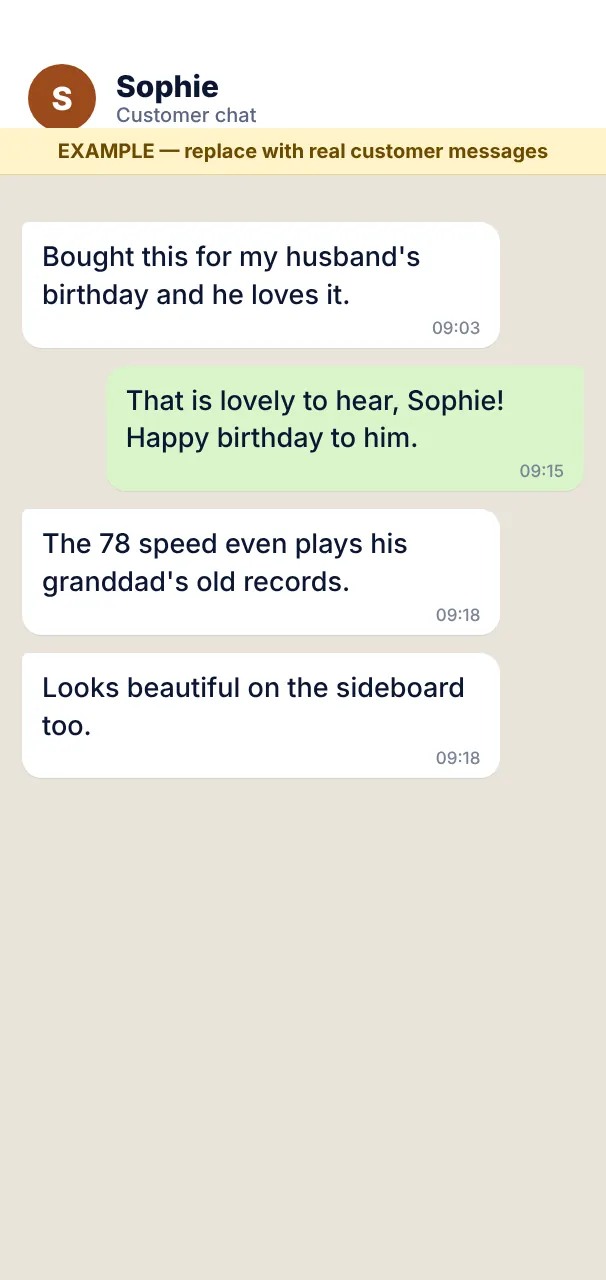 S
Sophie
Customer chat
EXAMPLE — replace with real customer messages
Bought this for my husband's
birthday and he loves it.
09:03
That is lovely to hear, Sophie!
Happy birthday to him.
09:15
The 78 speed even plays his
granddad's old records.
09:18
Looks beautiful on the sideboard
too.
09:18